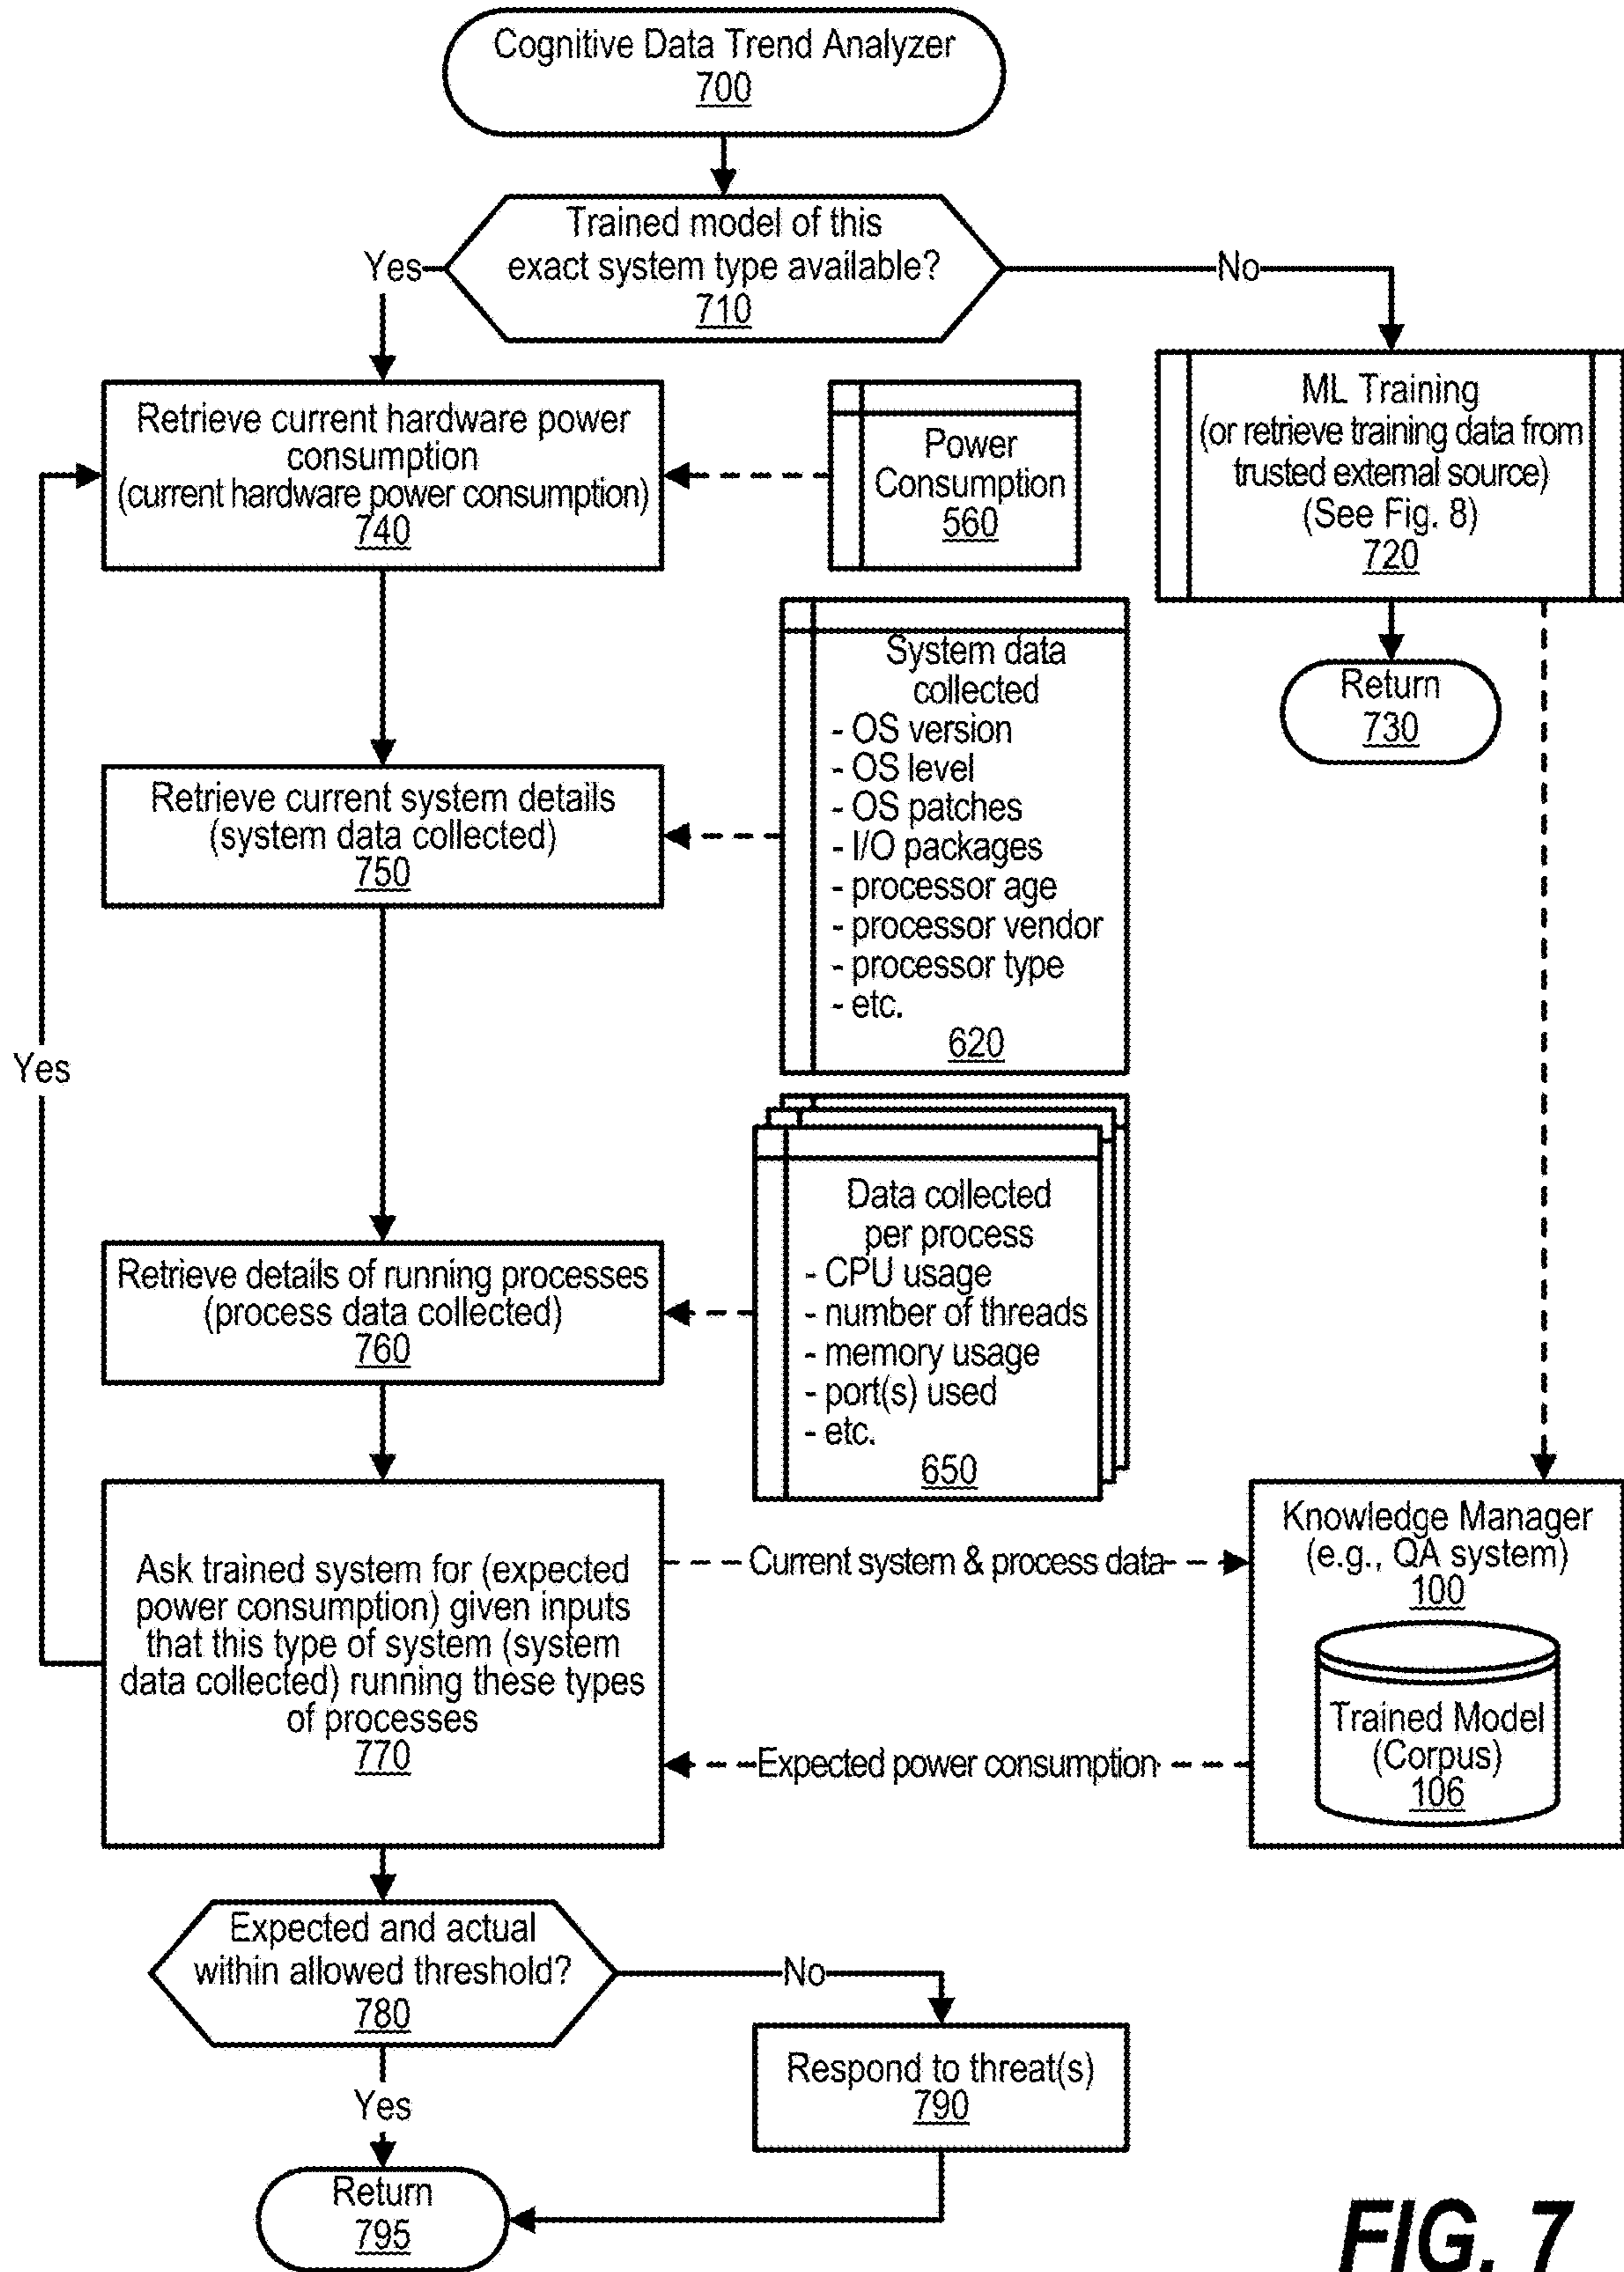 Cognitive Data Trend Analyzer
700
Trained model of this
exact system type available?
710
Yes
No
Retrieve current hardware power
consumption
(current hardware power consumption)
740
Power
Consumption
560
ML Training
(or retrieve training data from
trusted external source)
(See Fig. 8)
720
Return
730
System data
collected
- OS version
- OS level
- OS patches
- I/O packages
- processor age
- processor vendor
- processor type
- etc.
620
Retrieve current system details
(system data collected)
750
Yes
Data collected
per process
- CPU usage
- number of threads
- memory usage
- port(s) used
- etc.
650
Retrieve details of running processes
(process data collected)
760
Ask trained system for (expected
power consumption) given inputs
that this type of system (system
data collected) running these types
of processes
770
Current system & process data
Expected power consumption
Knowledge Manager
(e.g., QA system)
100
Trained Model
(Corpus)
106
Expected and actual
within allowed threshold?
780
No
Yes
Respond to threat(s)
790
Return
795
FIG. 7